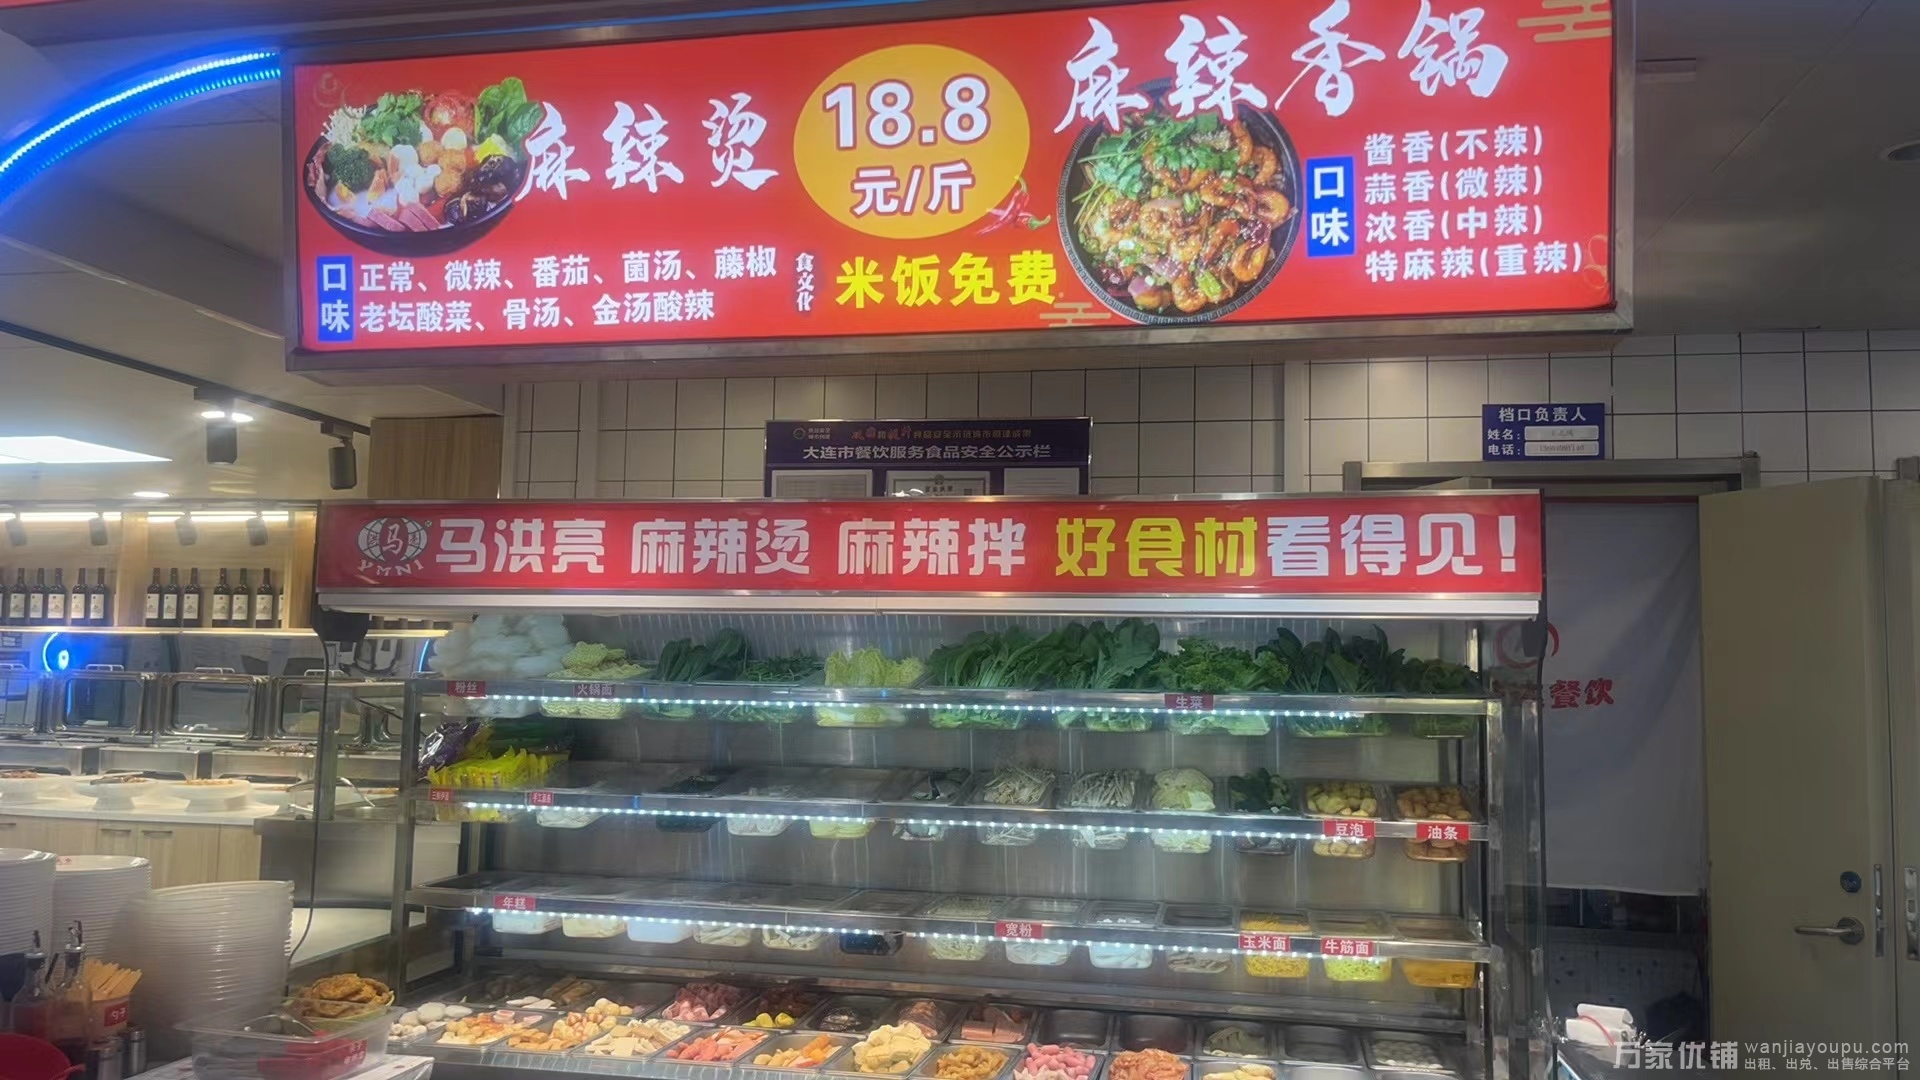 麻辣烫
18.8
元/斤
麻辣香锅
口味
正常、微辣、番茄、菌汤、藤椒
老坛酸菜、骨汤、金汤酸辣
食文化
米饭免费
口味
酱香(不辣)
蒜香(微辣)
浓香(中辣)
特麻辣(重辣)
大连市餐饮服务食品安全公示栏
档口负责人
姓名:
电话:
马
YMNI
马洪亮 麻辣烫 麻辣拌 好食材看得见!
餐饮
粉丝
火锅面
生菜
手工面条
豆泡
油条
年糕
宽粉
玉米面
牛筋面
万家优铺 wanjiayoupu.com
出租、出兑、出售综合平台